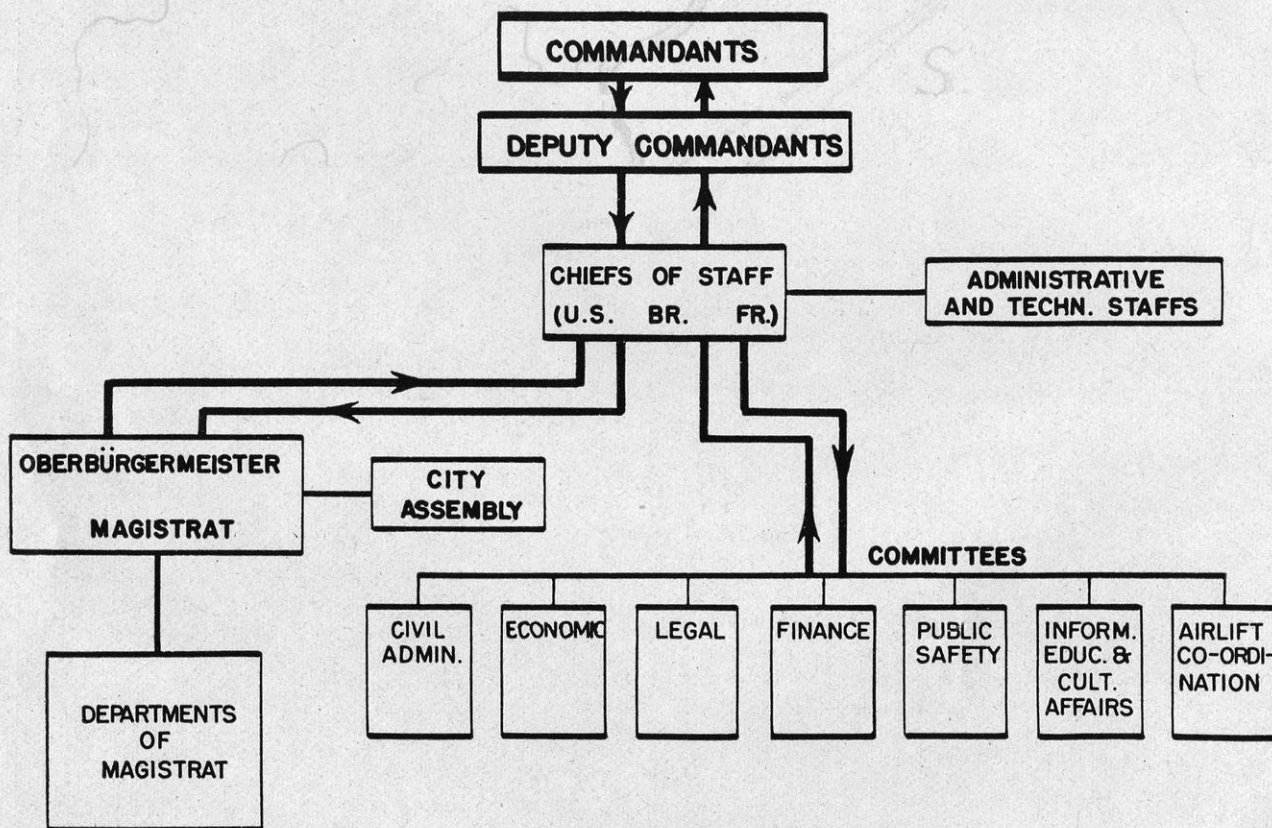 COMMANDANTS
DEPUTY COMMANDANTS
CHIEFS OF STAFF
(U.S. BR. FR.)
ADMINISTRATIVE
AND TECHN. STAFFS
OBERBÜRGERMEISTER
MAGISTRAT
CITY
ASSEMBLY
COMMITTEES
CIVIL
ADMIN.
ECONOMIC
LEGAL
FINANCE
PUBLIC
SAFETY
INFORM.
EDUC. &
CULT.
AFFAIRS
AIRLIFT
CO-ORDI-
NATION
DEPARTMENTS
OF
MAGISTRAT